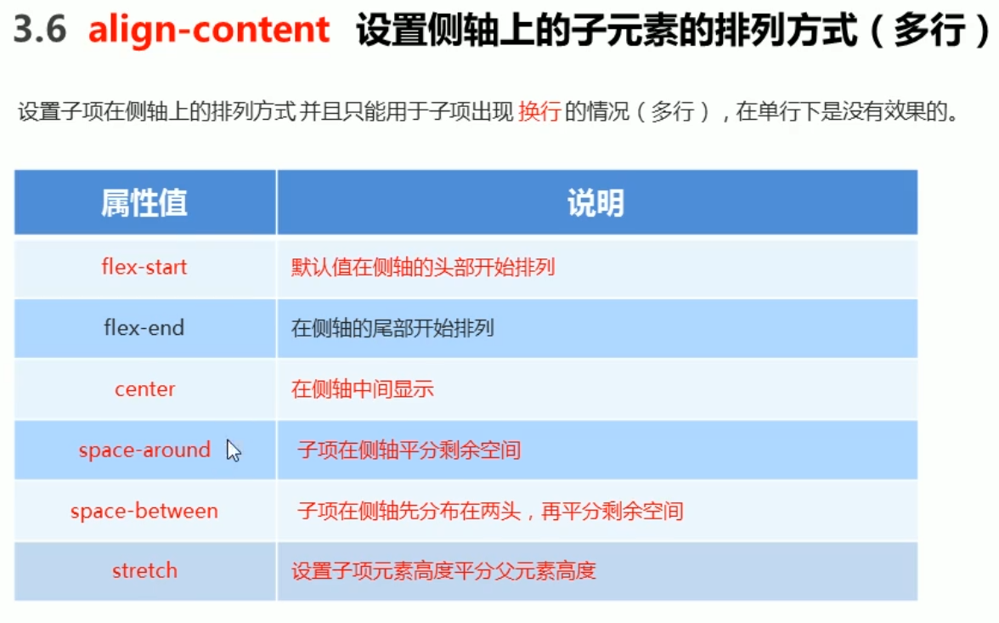 3.6 align-content 设置侧轴上的子元素的排列方式（多行）
设置子项在侧轴上的排列方式 并且只能用于子项出现 换行 的情况（多行），在单行下是没有效果的。
属性值 说明
flex-start 默认值在侧轴的头部开始排列
flex-end 在侧轴的尾部开始排列
center 在侧轴中间显示
space-around 子项在侧轴平分剩余空间
space-between 子项在侧轴先分布在两头，再平分剩余空间
stretch 设置子项元素高度平分父元素高度